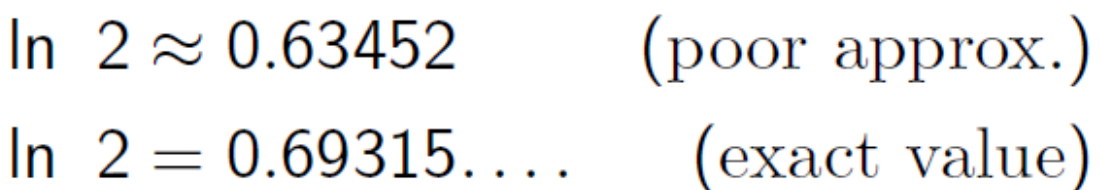 ln 2 ≈ 0.63452 (poor approx.)
ln 2 = 0.69315.... (exact value)